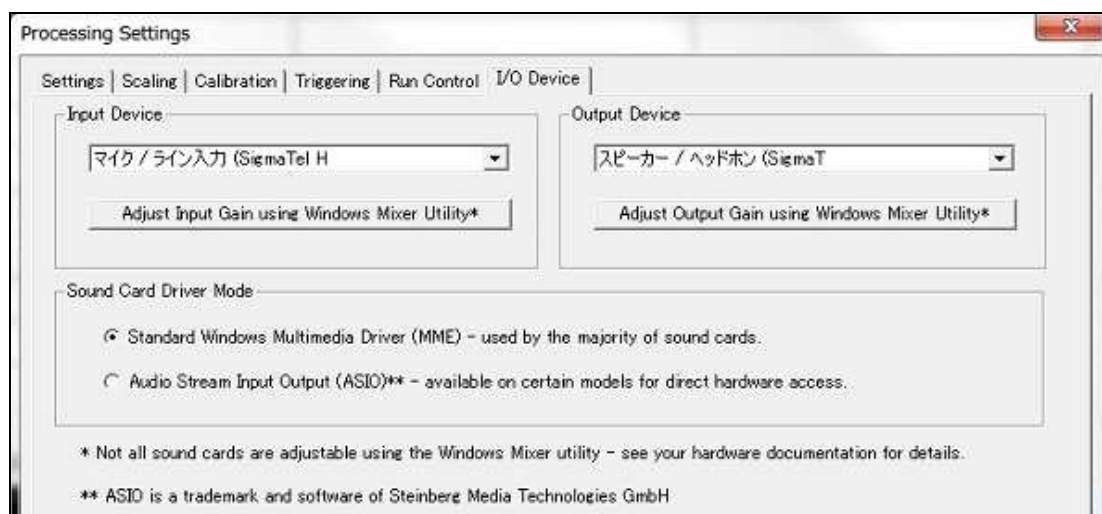 Processing Settings
Settings | Scaling | Calibration | Triggering | Run Control | I/O Device
Input Device
マイク / ライン入力 (SigmaTel H
Adjust Input Gain using Windows Mixer Utility*
Output Device
スピーカー / ヘッドホン (SigmaT
Adjust Output Gain using Windows Mixer Utility*
Sound Card Driver Mode
Standard Windows Multimedia Driver (MME) - used by the majority of sound cards.
Audio Stream Input Output (ASIO)** - available on certain models for direct hardware access.
* Not all sound cards are adjustable using the Windows Mixer utility - see your hardware documentation for details.
** ASIO is a trademark and software of Steinberg Media Technologies GmbH